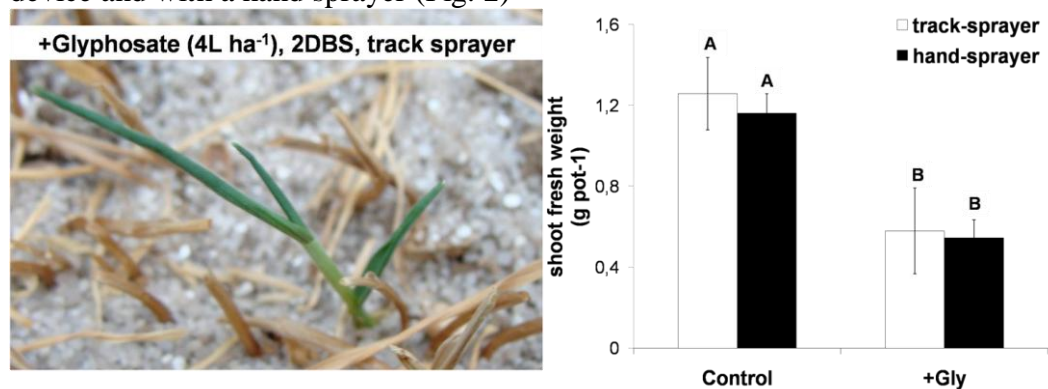 device and with a hand sprayer (Fig. 2)
+Glyphosate (4L ha⁻¹), 2DBS, track sprayer
shoot fresh weight
(g pot-1)
1,6
1,2
0,8
0,4
0
track-sprayer
hand-sprayer
A
A
B
B
Control
+Gly